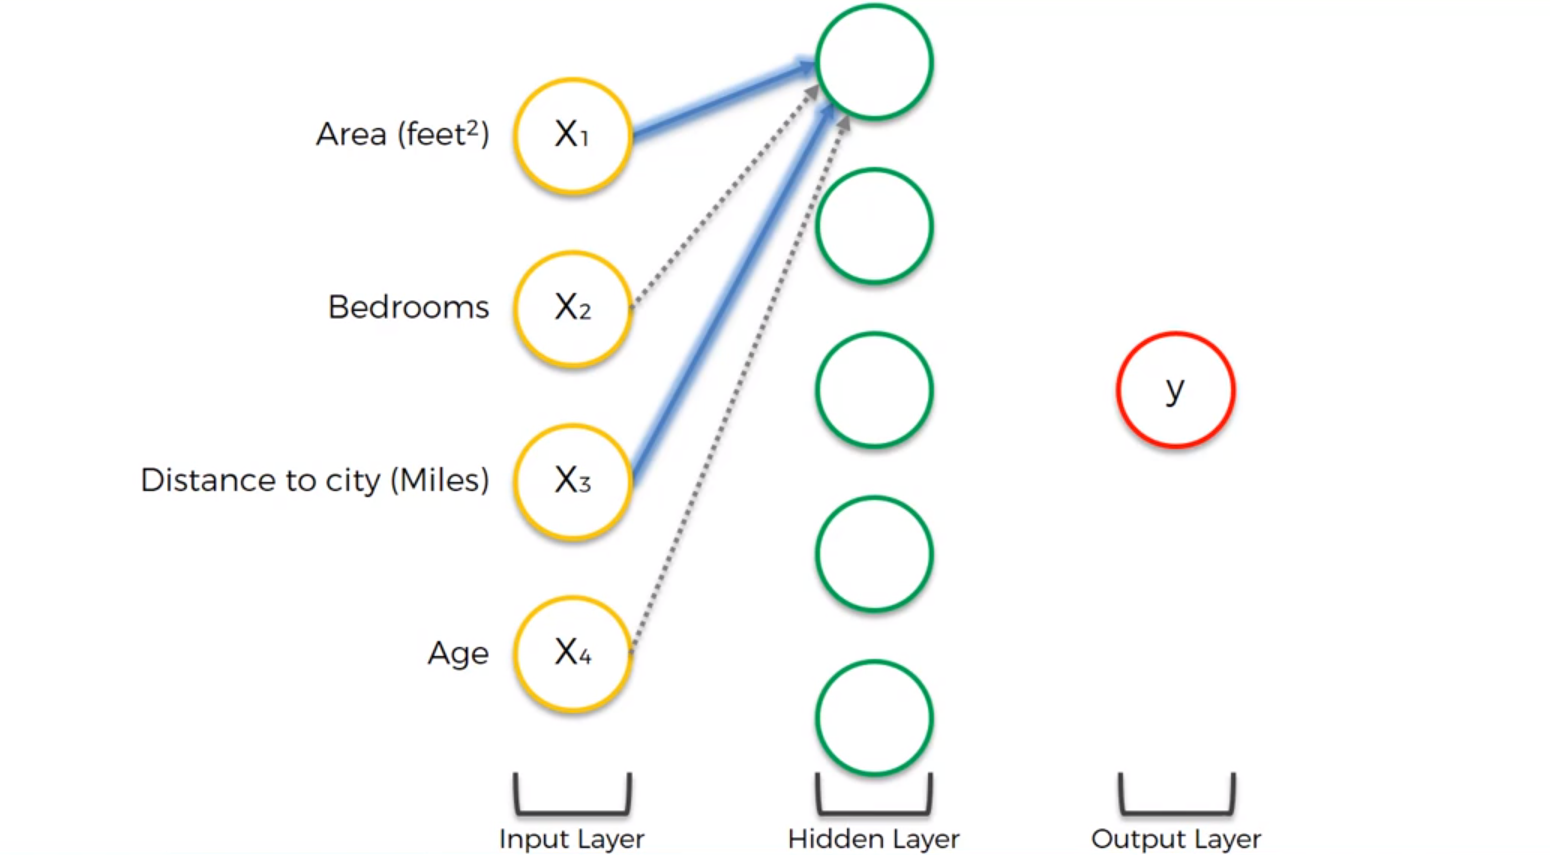 Area (feet²)
X₁
Bedrooms
X₂
Distance to city (Miles)
X₃
Age
X₄
y
Input Layer
Hidden Layer
Output Layer